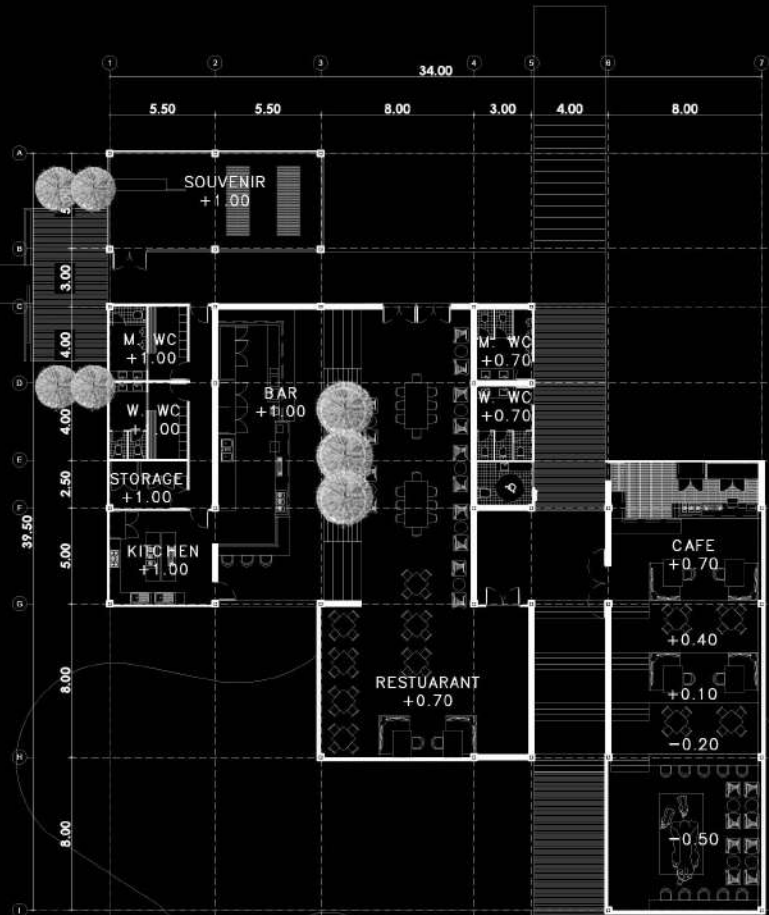 1 2 3 4 5 6 7
34.00
5.50 5.50 8.00 3.00 4.00 8.00
A
SOUVENIR
+1.00
B
3.00
C
4.00
M. WC
+1.00
M. WC
+0.70
D
BAR
+1.00
4.00
W. WC
W. WC
+0.70
E
2.50
STORAGE
+1.00
F
39.50
5.00
KITCHEN
+1.00
CAFE
+0.70
G
+0.40
8.00
RESTUARANT
+0.70
+0.10
-0.20
H
8.00
-0.50
I